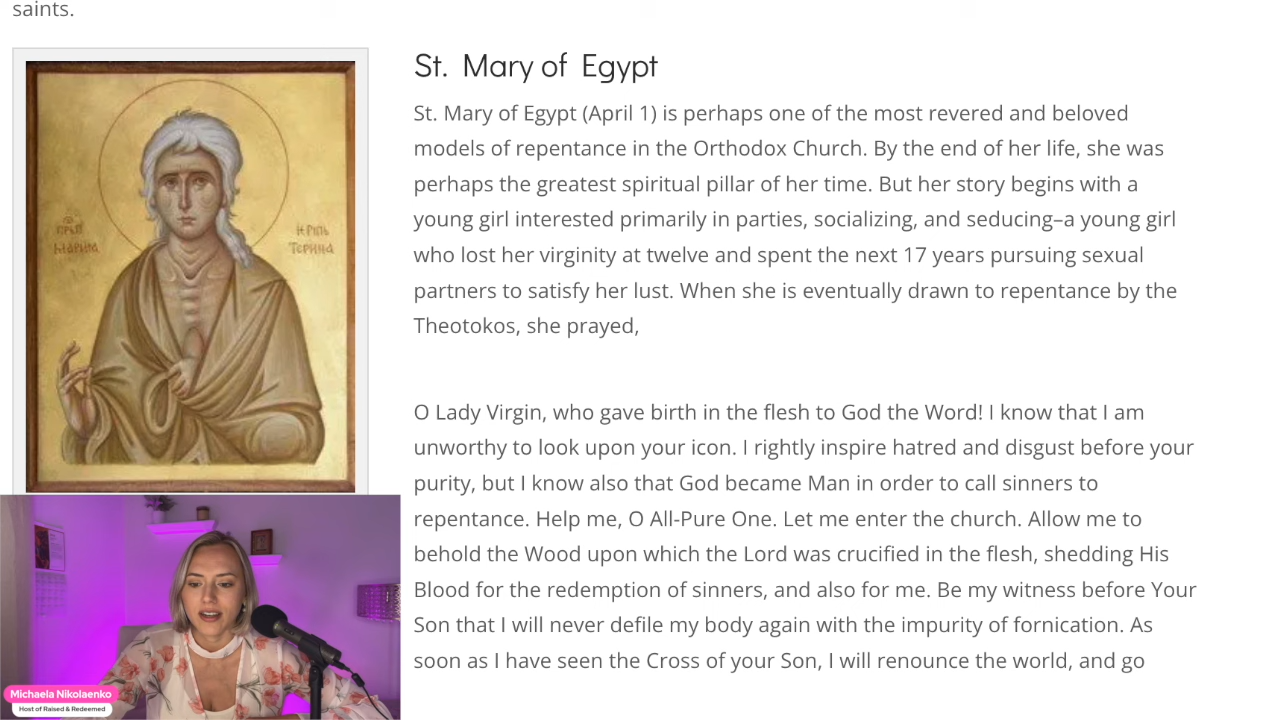 saints.
St. Mary of Egypt
St. Mary of Egypt (April 1) is perhaps one of the most revered and beloved
models of repentance in the Orthodox Church. By the end of her life, she was
perhaps the greatest spiritual pillar of her time. But her story begins with a
young girl interested primarily in parties, socializing, and seducing–a young girl
who lost her virginity at twelve and spent the next 17 years pursuing sexual
partners to satisfy her lust. When she is eventually drawn to repentance by the
Theotokos, she prayed,
O Lady Virgin, who gave birth in the flesh to God the Word! I know that I am
unworthy to look upon your icon. I rightly inspire hatred and disgust before your
purity, but I know also that God became Man in order to call sinners to
repentance. Help me, O All-Pure One. Let me enter the church. Allow me to
behold the Wood upon which the Lord was crucified in the flesh, shedding His
Blood for the redemption of sinners, and also for me. Be my witness before Your
Son that I will never defile my body again with the impurity of fornication. As
soon as I have seen the Cross of your Son, I will renounce the world, and go
Michaela Nikolaenko
Host of Raised & Redeemed